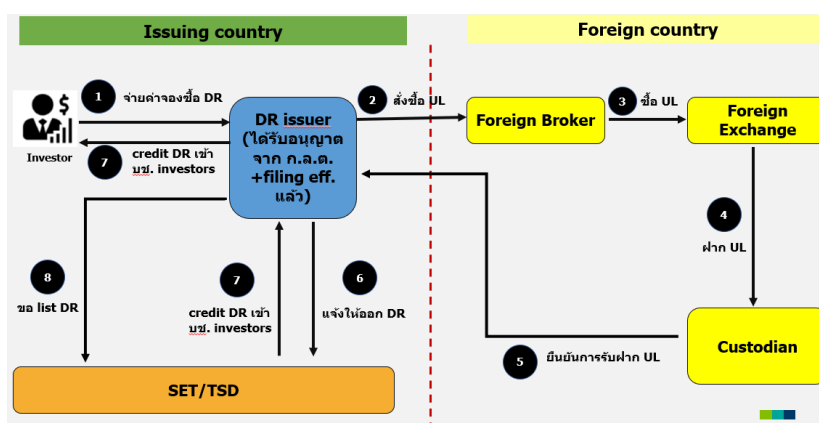 Issuing country
Foreign country
1
จ่ายค่าจองซื้อ DR
2
สั่งซื้อ UL
3
ซื้อ UL
$
Investor
DR issuer
(ได้รับอนุญาต
จาก ก.ล.ต.
+filing eff.
แล้ว)
Foreign Broker
Foreign
Exchange
7
credit DR เข้า
บช. investors
4
ฝาก UL
8
ขอ list DR
7
credit DR เข้า
บช. investors
6
แจ้งให้ออก DR
5
ยืนยันการรับฝาก UL
Custodian
SET/TSD